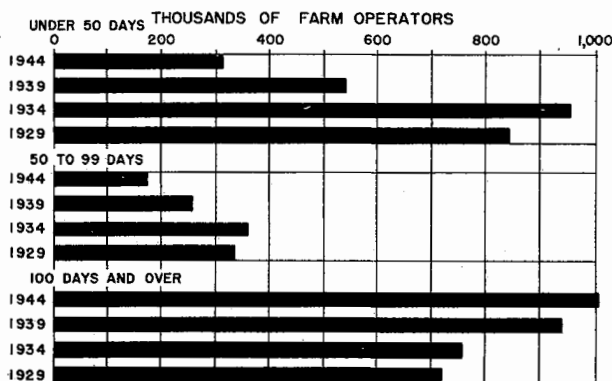 THOUSANDS OF FARM OPERATORS
UNDER 50 DAYS
0 200 400 600 800 1,000
1944
1939
1934
1929
50 TO 99 DAYS
1944
1939
1934
1929
100 DAYS AND OVER
1944
1939
1934
1929